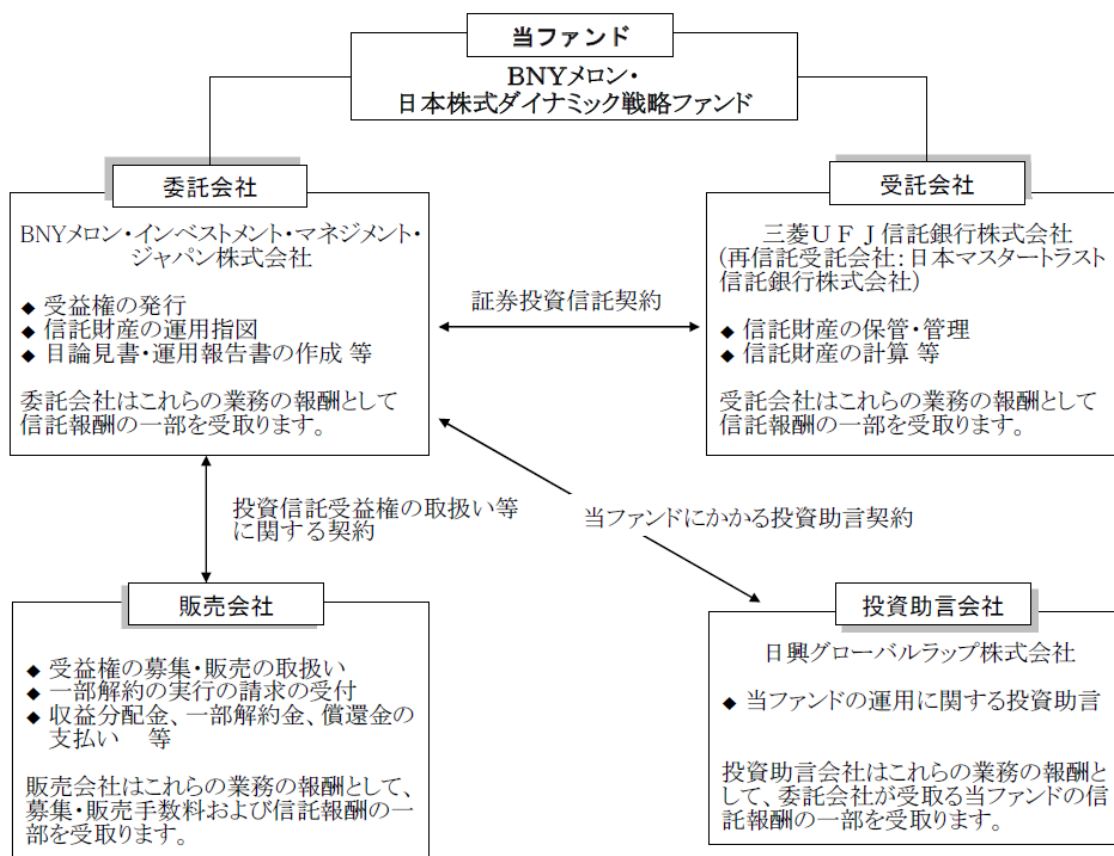 当ファンド
BNYメロン・
日本株式ダイナミック戦略ファンド
委託会社
BNYメロン・インベストメント・マネジメント・
ジャパン株式会社
◆ 受益権の発行
◆ 信託財産の運用指図
◆ 目論見書・運用報告書の作成 等
委託会社はこれらの業務の報酬として
信託報酬の一部を受取ります。
証券投資信託契約
受託会社
三菱UFJ信託銀行株式会社
(再信託受託会社:日本マスタートラスト
信託銀行株式会社)
◆ 信託財産の保管・管理
◆ 信託財産の計算 等
受託会社はこれらの業務の報酬として
信託報酬の一部を受取ります。
投資信託受益権の取扱い等
に関する契約
当ファンドにかかる投資助言契約
販売会社
◆ 受益権の募集・販売の取扱い
◆ 一部解約の実行の請求の受付
◆ 収益分配金、一部解約金、償還金の
支払い 等
販売会社はこれらの業務の報酬として、
募集・販売手数料および信託報酬の一
部を受取ります。
投資助言会社
日興グローバルラップ株式会社
◆ 当ファンドの運用に関する投資助言
投資助言会社はこれらの業務の報酬と
して、委託会社が受取る当ファンドの信
託報酬の一部を受取ります。